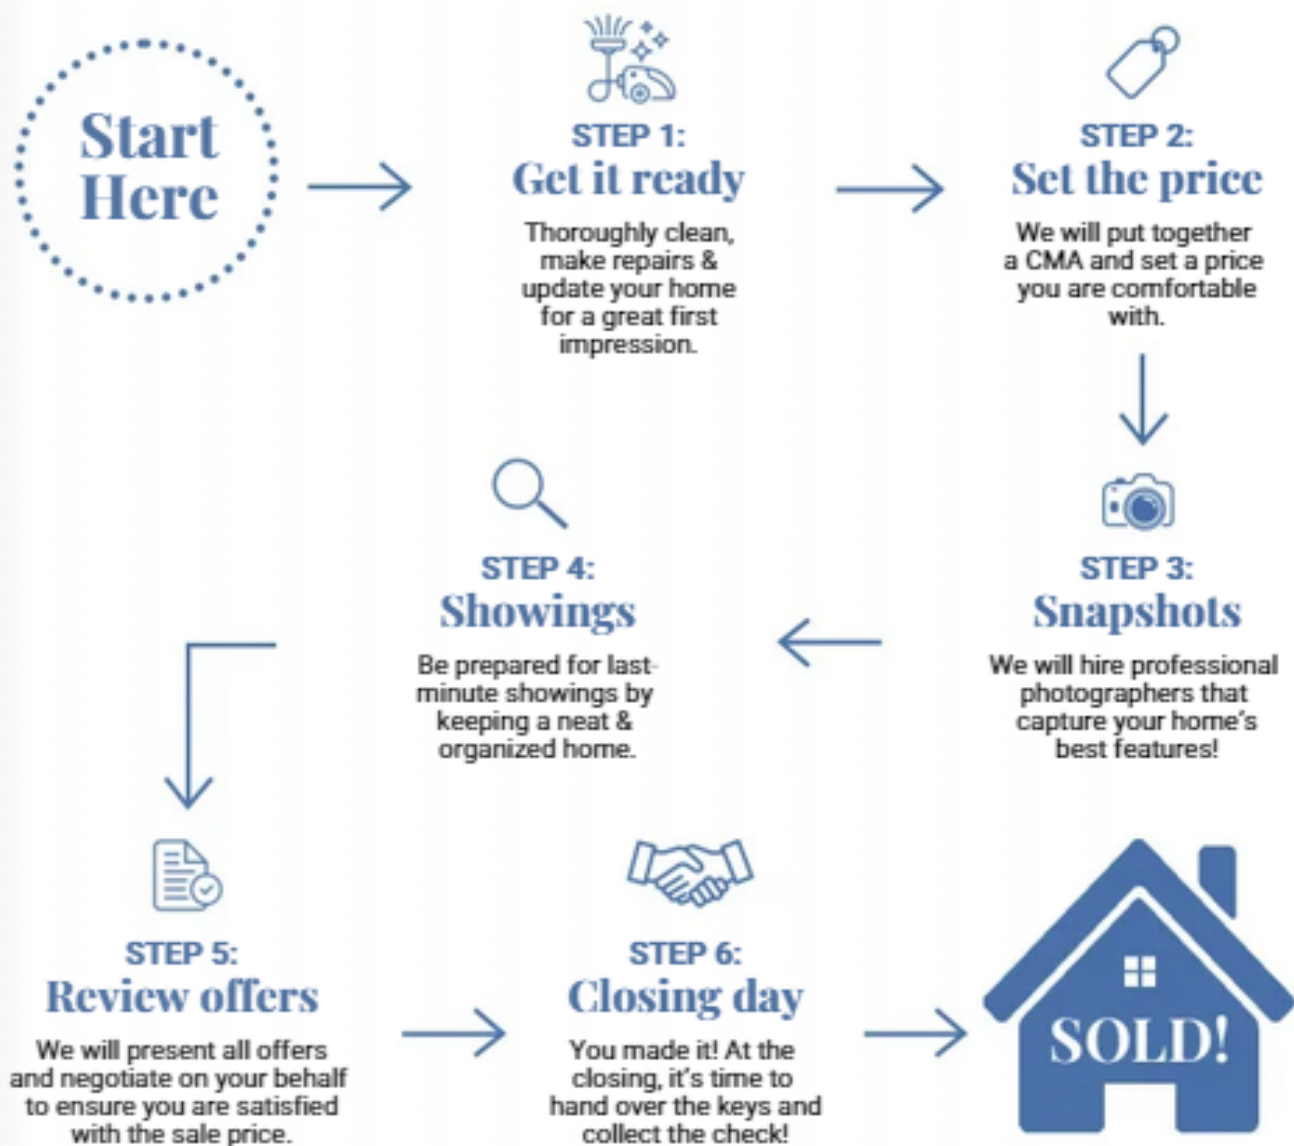 Start
Here
STEP 1:
Get it ready
Thoroughly clean,
make repairs &
update your home
for a great first
impression.
STEP 2:
Set the price
We will put together
a CMA and set a price
you are comfortable
with.
STEP 3:
Snapshots
We will hire professional
photographers that
capture your home's
best features!
STEP 4:
Showings
Be prepared for last-
minute showings by
keeping a neat &
organized home.
STEP 5:
Review offers
We will present all offers
and negotiate on your behalf
to ensure you are satisfied
with the sale price.
STEP 6:
Closing day
You made it! At the
closing, it's time to
hand over the keys and
collect the check!
SOLD!